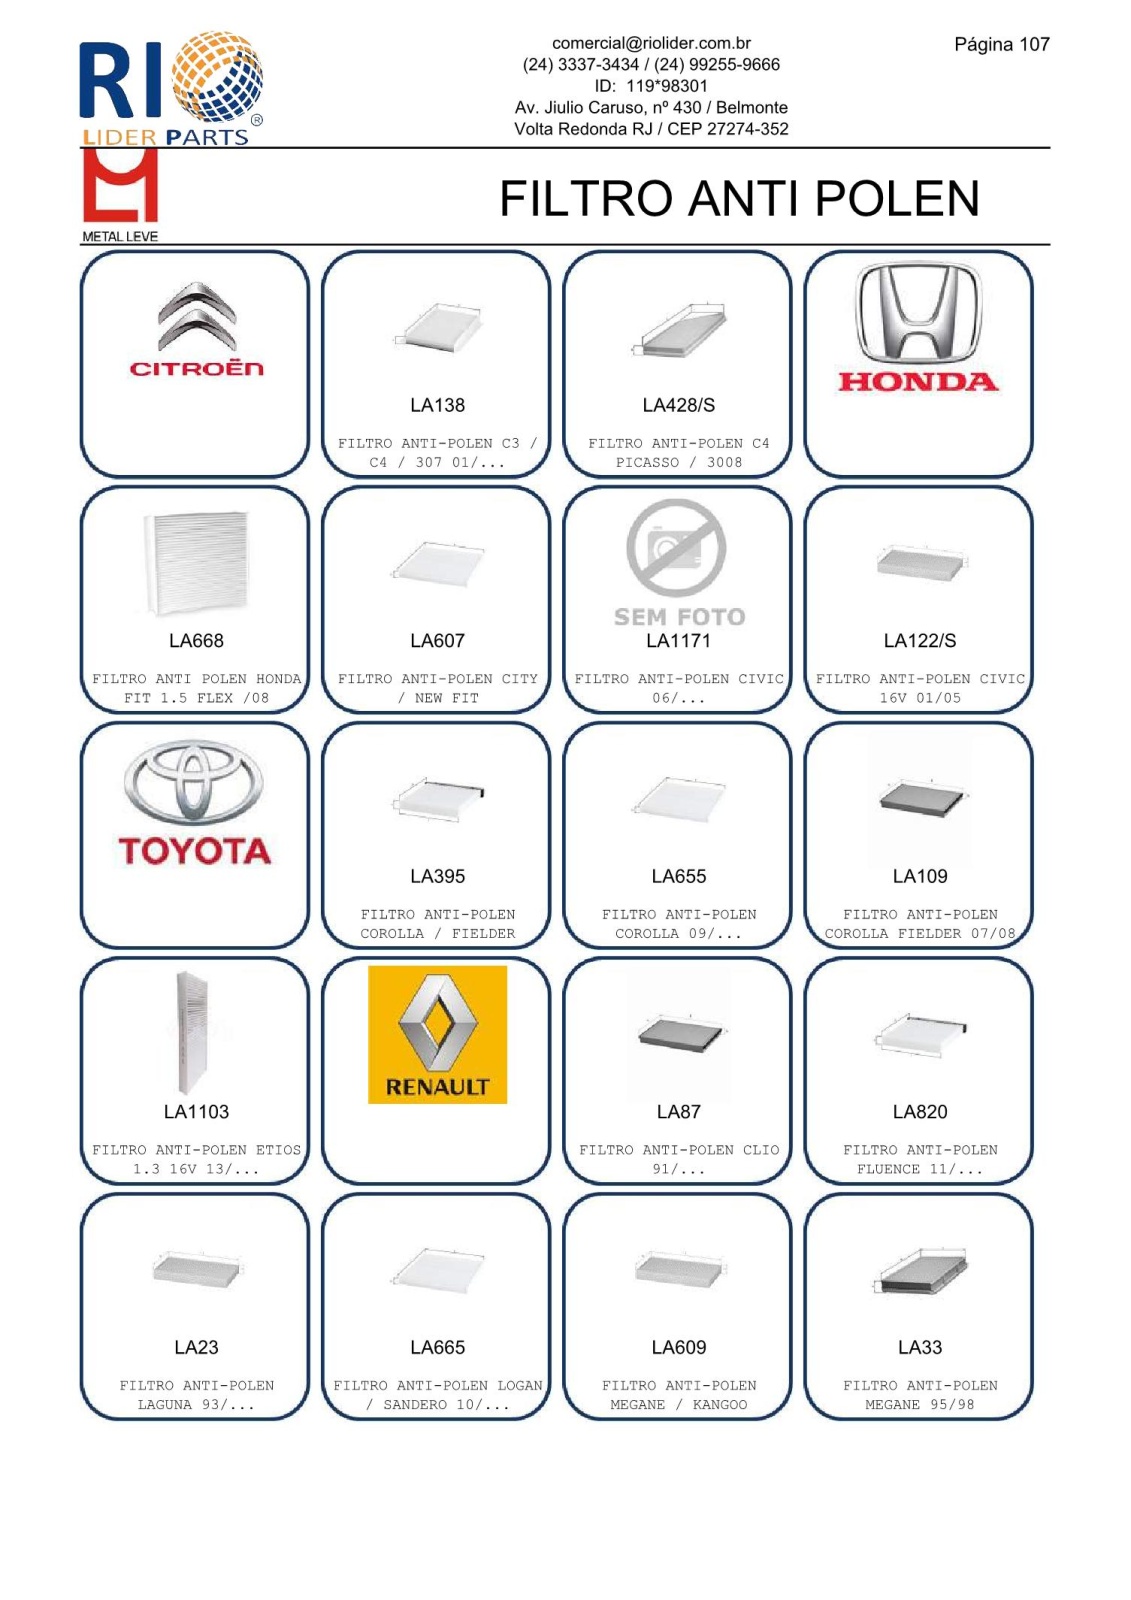 RIO
LIDER PARTS
®
comercial@riolider.com.br
(24) 3337-3434 / (24) 99255-9666
ID: 119*98301
Av. Jiulio Caruso, nº 430 / Belmonte
Volta Redonda RJ / CEP 27274-352
Página 107
METAL LEVE
FILTRO ANTI POLEN
CITROËN
LA138
FILTRO ANTI-POLEN C3 /
C4 / 307 01/...
LA428/S
FILTRO ANTI-POLEN C4
PICASSO / 3008
HONDA
LA668
FILTRO ANTI POLEN HONDA
FIT 1.5 FLEX /08
LA607
FILTRO ANTI-POLEN CITY
/ NEW FIT
SEM FOTO
LA1171
FILTRO ANTI-POLEN CIVIC
06/...
LA122/S
FILTRO ANTI-POLEN CIVIC
16V 01/05
TOYOTA
LA395
FILTRO ANTI-POLEN
COROLLA / FIELDER
LA655
FILTRO ANTI-POLEN
COROLLA 09/...
LA109
FILTRO ANTI-POLEN
COROLLA FIELDER 07/08
LA1103
FILTRO ANTI-POLEN ETIOS
1.3 16V 13/...
RENAULT
LA87
FILTRO ANTI-POLEN CLIO
91/...
LA820
FILTRO ANTI-POLEN
FLUENCE 11/...
LA23
FILTRO ANTI-POLEN
LAGUNA 93/...
LA665
FILTRO ANTI-POLEN LOGAN
/ SANDERO 10/...
LA609
FILTRO ANTI-POLEN
MEGANE / KANGOO
LA33
FILTRO ANTI-POLEN
MEGANE 95/98